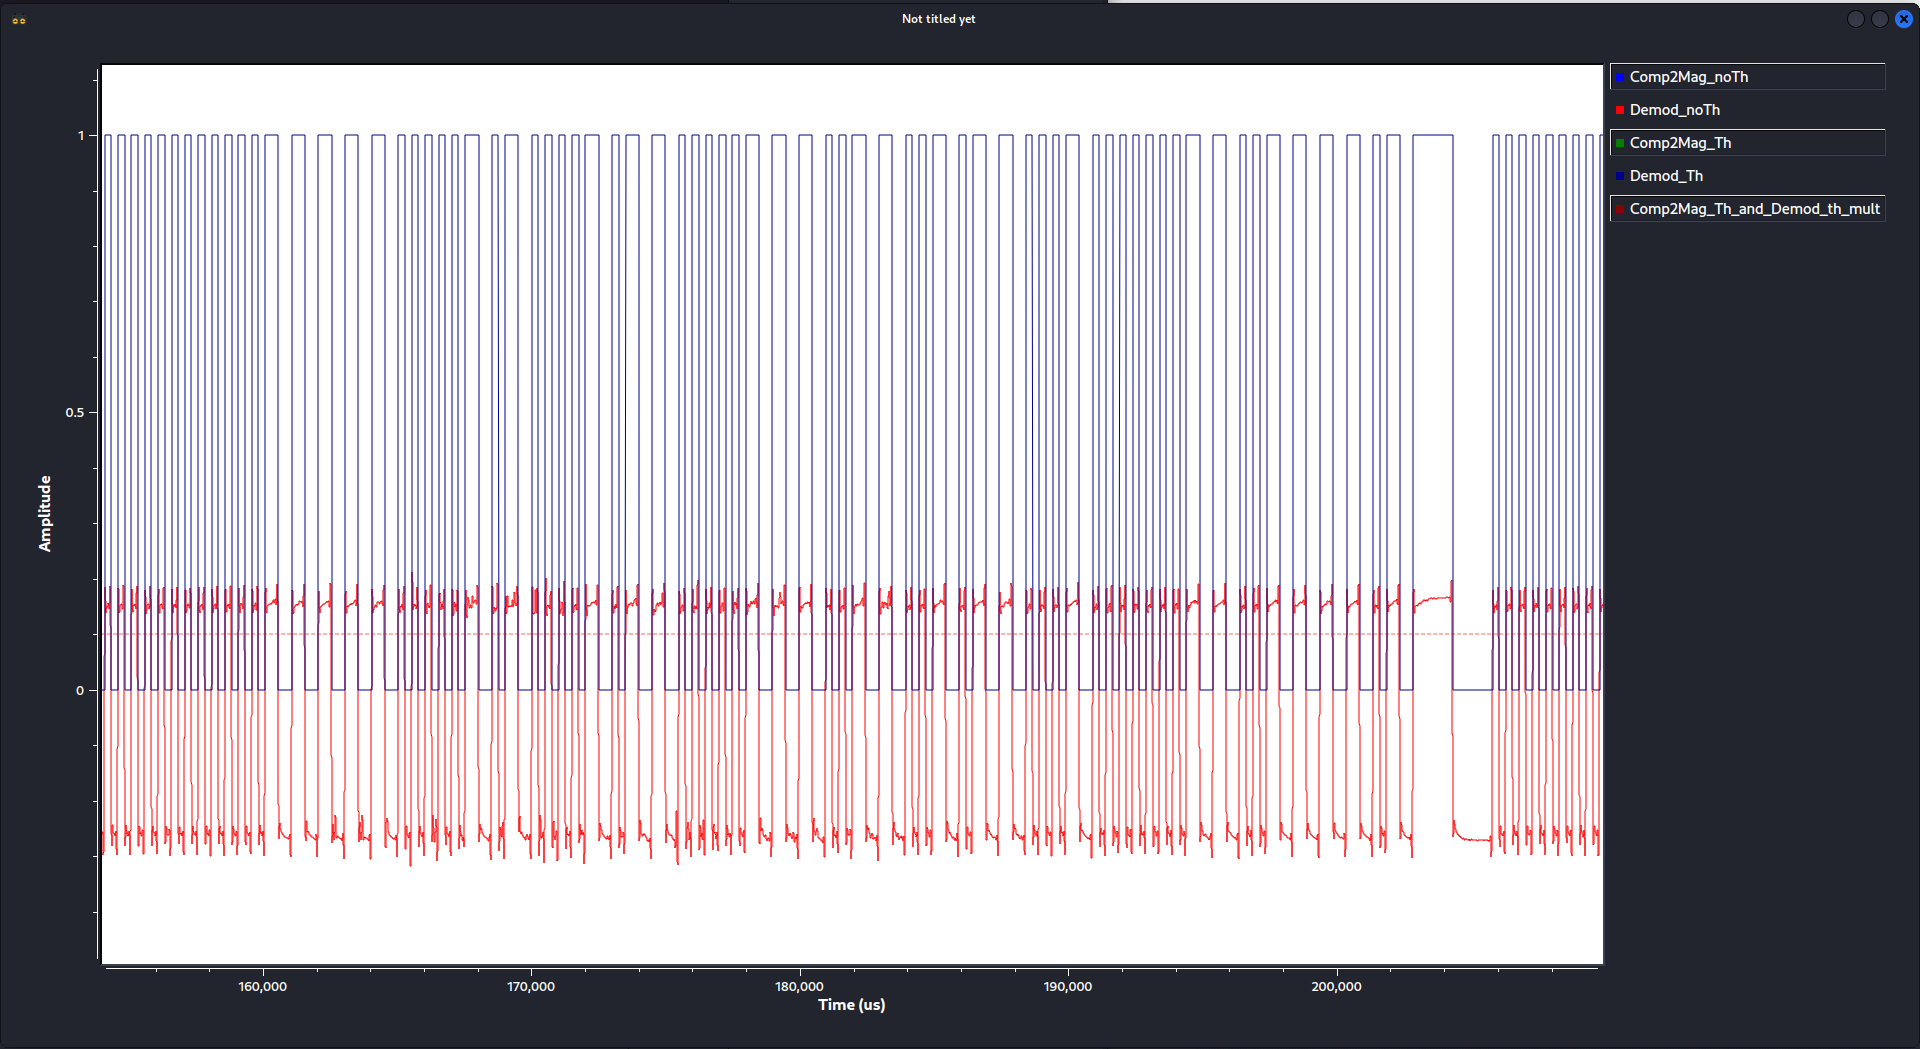 Not titled yet
Comp2Mag_noTh
Demod_noTh
Comp2Mag_Th
Demod_Th
Comp2Mag_Th_and_Demod_th_mult
1
0.5
0
Amplitude
160,000
170,000
180,000
190,000
200,000
Time (us)